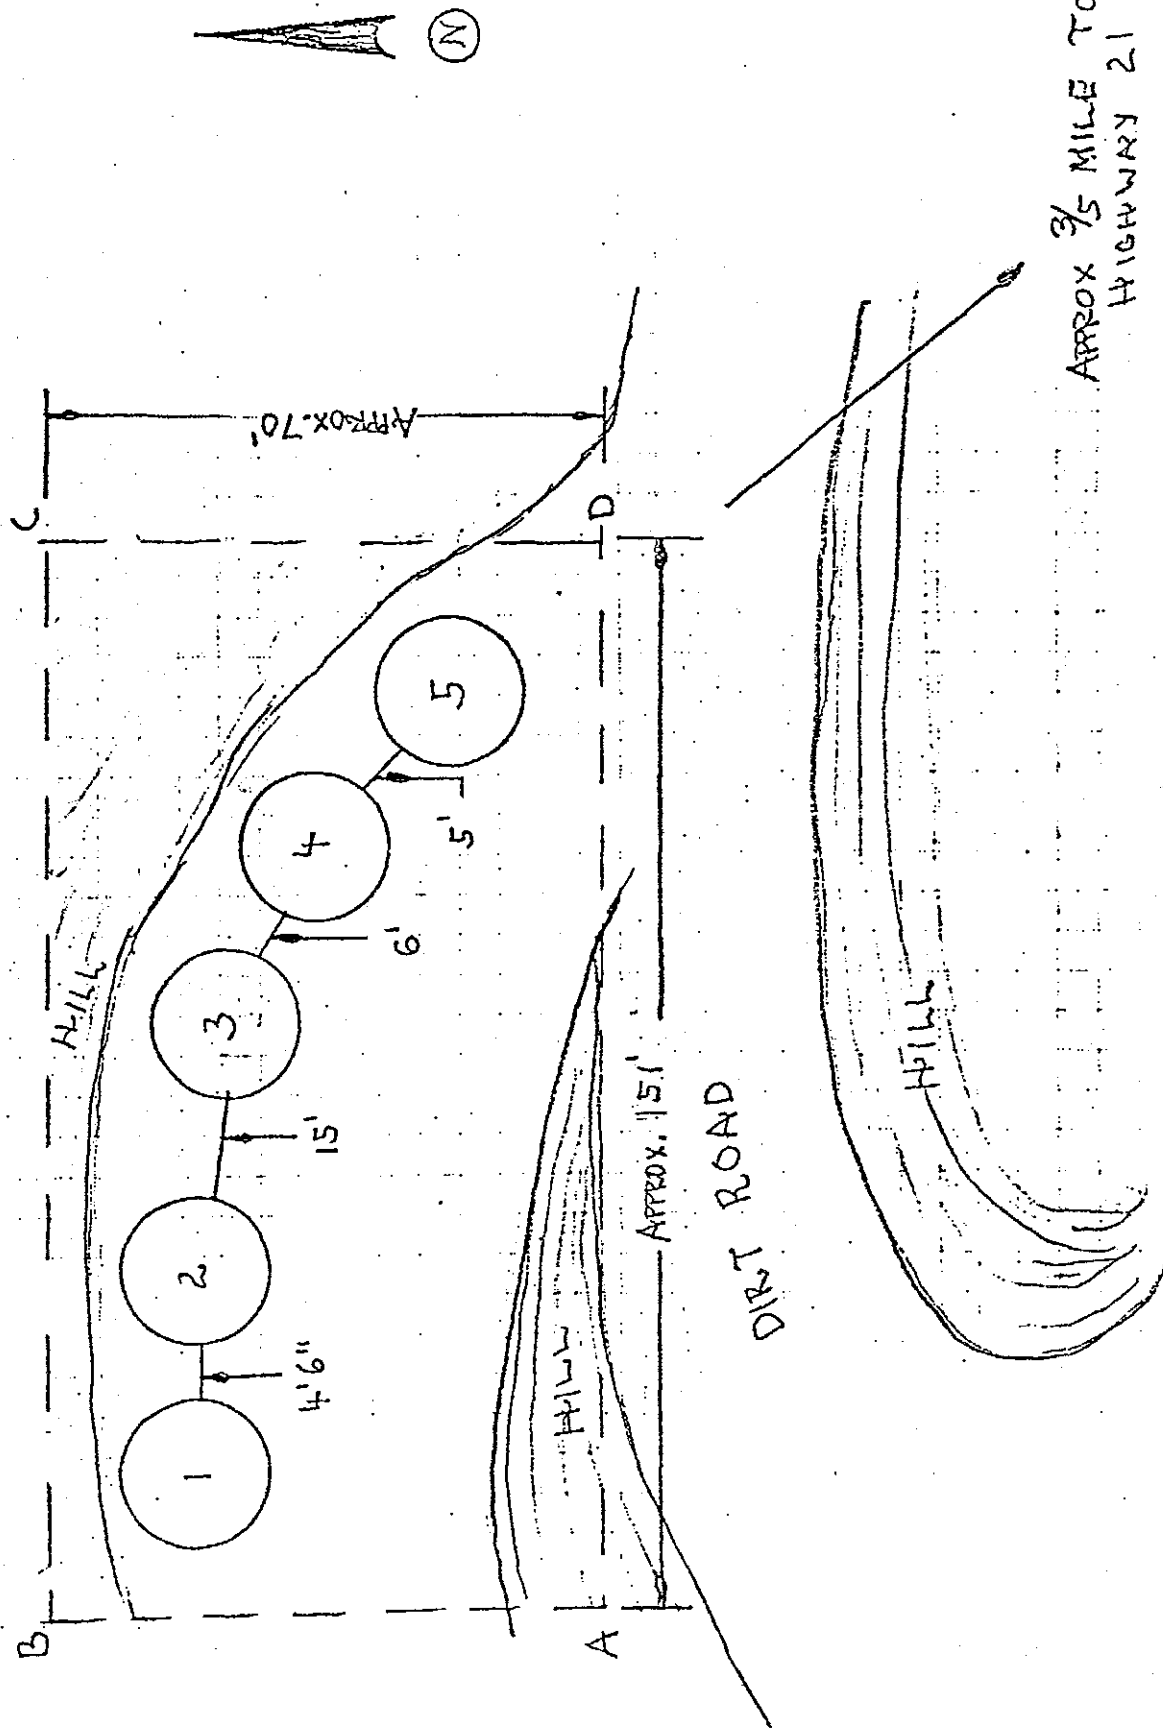 B
C
HILL
1
2
3
4
5
4'6"
15'
6'
5'
APPROX. 70'
HILL
A
D
APPROX. 151'
DIRT ROAD
HILL
APPROX 3/5 MILE TO
HIGHWAY 21
N